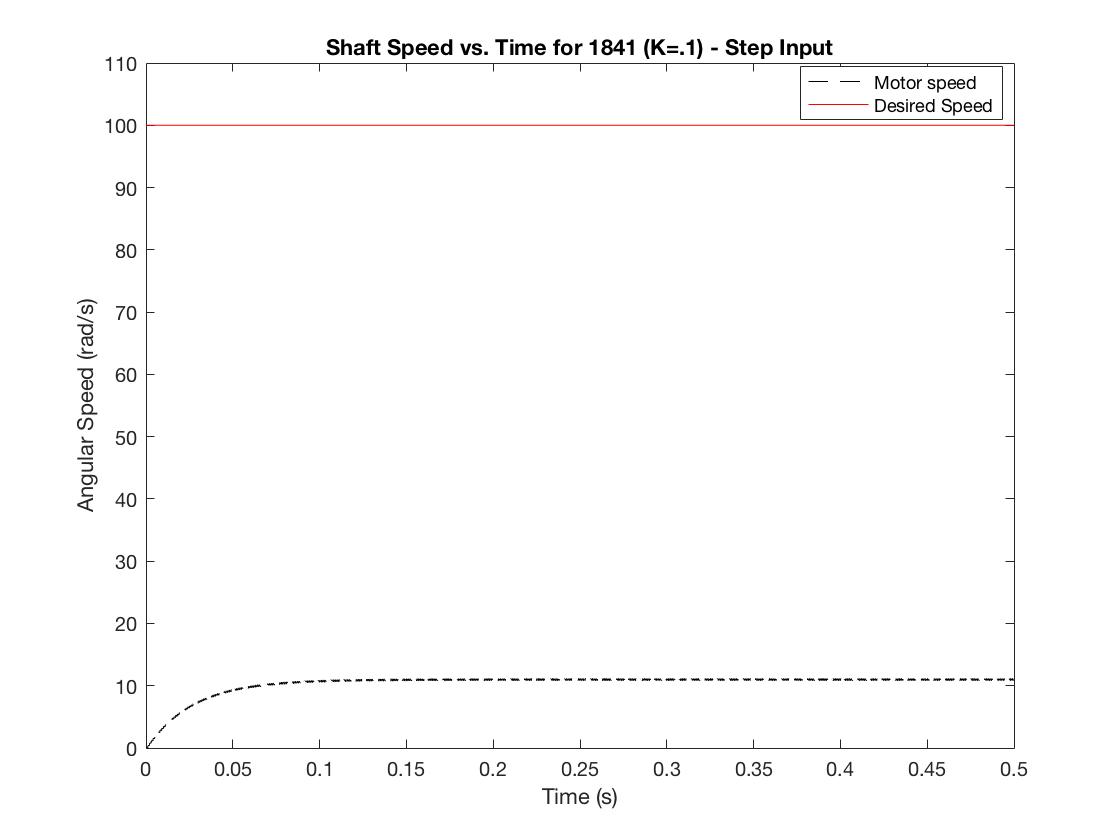 Shaft Speed vs. Time for 1841 (K=.1) - Step Input
Motor speed
Desired Speed
110
100
90
80
70
60
50
40
30
20
10
0
Angular Speed (rad/s)
0 0.05 0.1 0.15 0.2 0.25 0.3 0.35 0.4 0.45 0.5
Time (s)